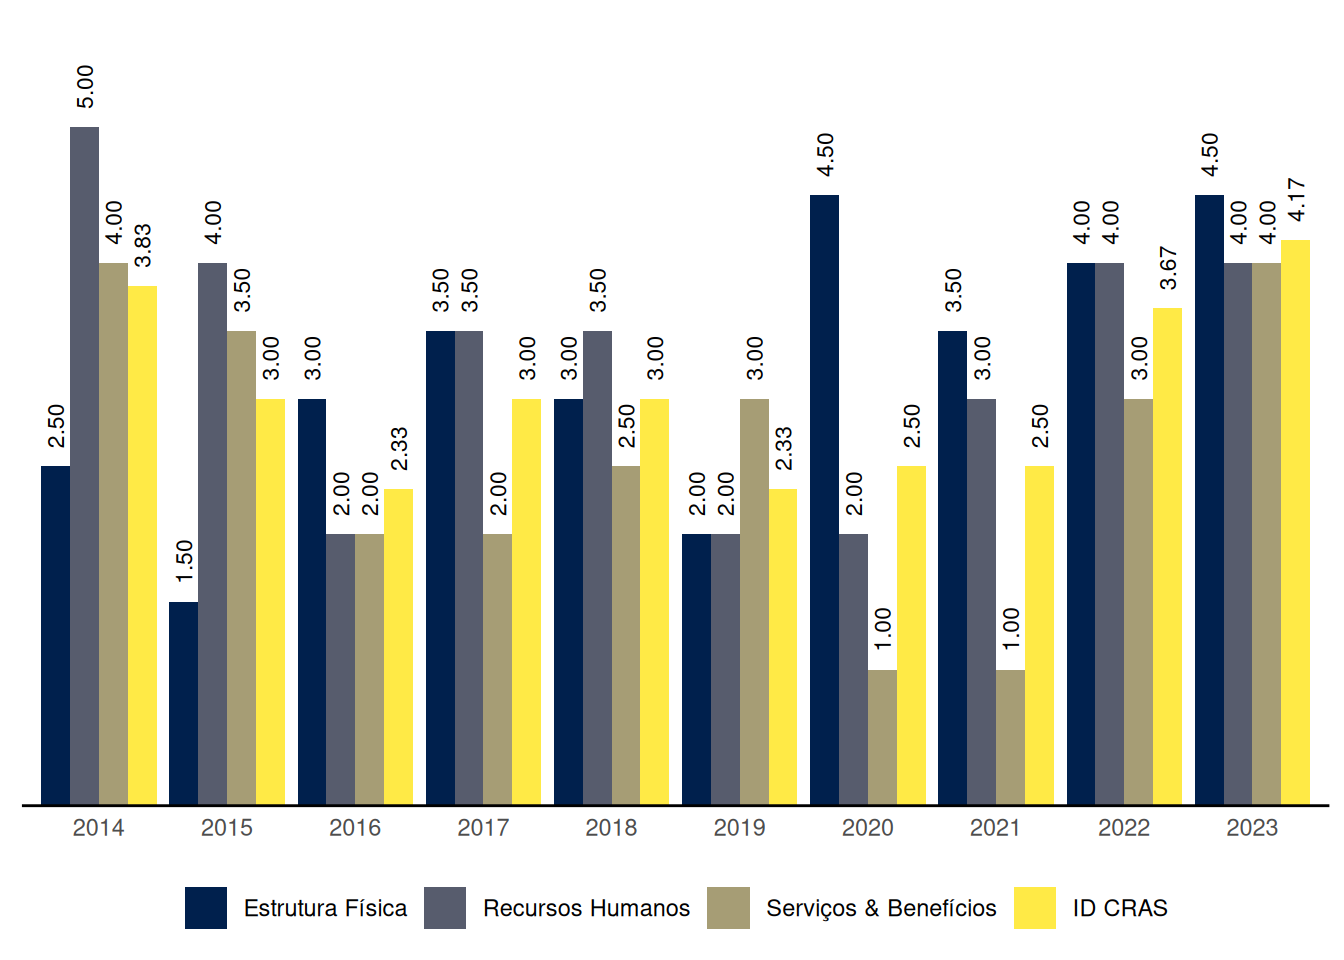 2.50 5.00 4.00 3.83
1.50 4.00 3.50 3.00
3.00 2.00 2.00 2.33
3.50 3.50 2.00 3.00
3.00 3.50 2.50 3.00
2.00 2.00 3.00 2.33
4.50 2.00 1.00 2.50
3.50 3.00 1.00 2.50
4.00 4.00 3.00 3.67
4.50 4.00 4.00 4.17
2014 2015 2016 2017 2018 2019 2020 2021 2022 2023
Estrutura Física Recursos Humanos Serviços & Benefícios ID CRAS